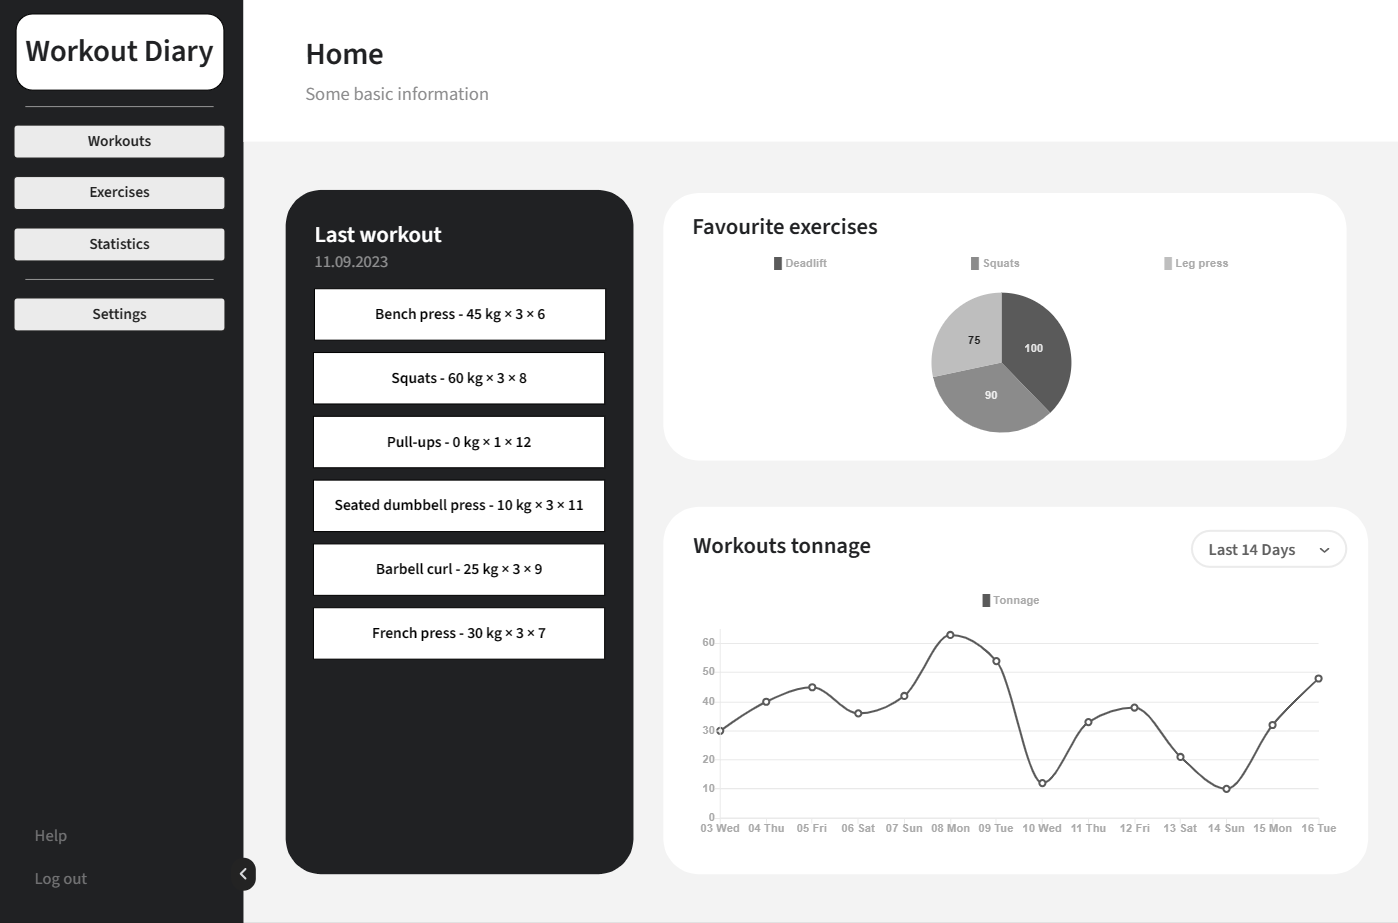 Workout Diary
Workouts
Exercises
Statistics
Settings
Help
Log out
Home
Some basic information
Last workout
11.09.2023
Bench press - 45 kg × 3 × 6
Squats - 60 kg × 3 × 8
Pull-ups - 0 kg × 1 × 12
Seated dumbbell press - 10 kg × 3 × 11
Barbell curl - 25 kg × 3 × 9
French press - 30 kg × 3 × 7
Favourite exercises
Deadlift Squats Leg press
75
100
90
Workouts tonnage
Last 14 Days
Tonnage
60
50
40
30
20
10
0
03 Wed 04 Thu 05 Fri 06 Sat 07 Sun 08 Mon 09 Tue 10 Wed 11 Thu 12 Fri 13 Sat 14 Sun 15 Mon 16 Tue